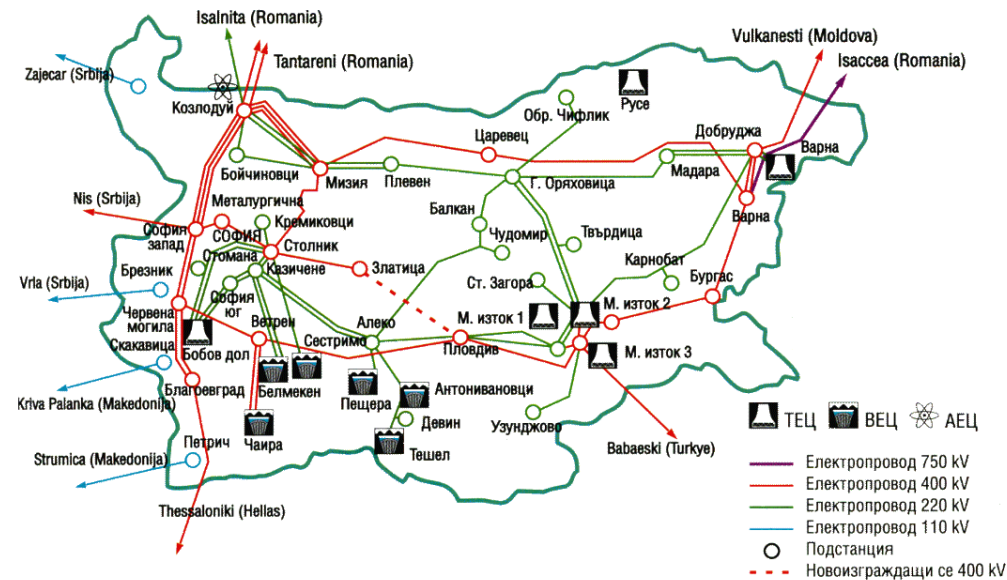 Isalnita (Romania)
Tantareni (Romania)
Vulkanesti (Moldova)
Isaccea (Romania)
Zajecar (Srbija)
Козлодуй
Русе
Обр. Чифлик
Царевец
Добруджа
Варна
Бойчиновци
Мизия
Плевен
Г. Оряховица
Мадара
Варна
Nis (Srbija)
Металургична
Кремиковци
Балкан
София
запад
СОФИЯ
Столник
Стомана
Казичене
Чудомир
Твърдица
Златица
Карнобат
Брезник
Vrla (Srbija)
София
юг
Ст. Загора
Бургас
Червена
могила
Ветрен
Алеко
М. изток 1
М. изток 2
Сестримо
Пловдив
Скакавица
Бобов дол
М. изток 3
Благоевград
Белмекен
Пещера
Антонивановци
Kriva Palanka (Makedonija)
Чаира
Девин
Узунджово
Петрич
Тешел
Babaeski (Turkye)
Strumica (Makedonija)
Thessaloniki (Hellas)
ТЕЦ
ВЕЦ
АЕЦ
Електропровод 750 kV
Електропровод 400 kV
Електропровод 220 kV
Електропровод 110 kV
Подстанция
Новоизграждащи се 400 kV